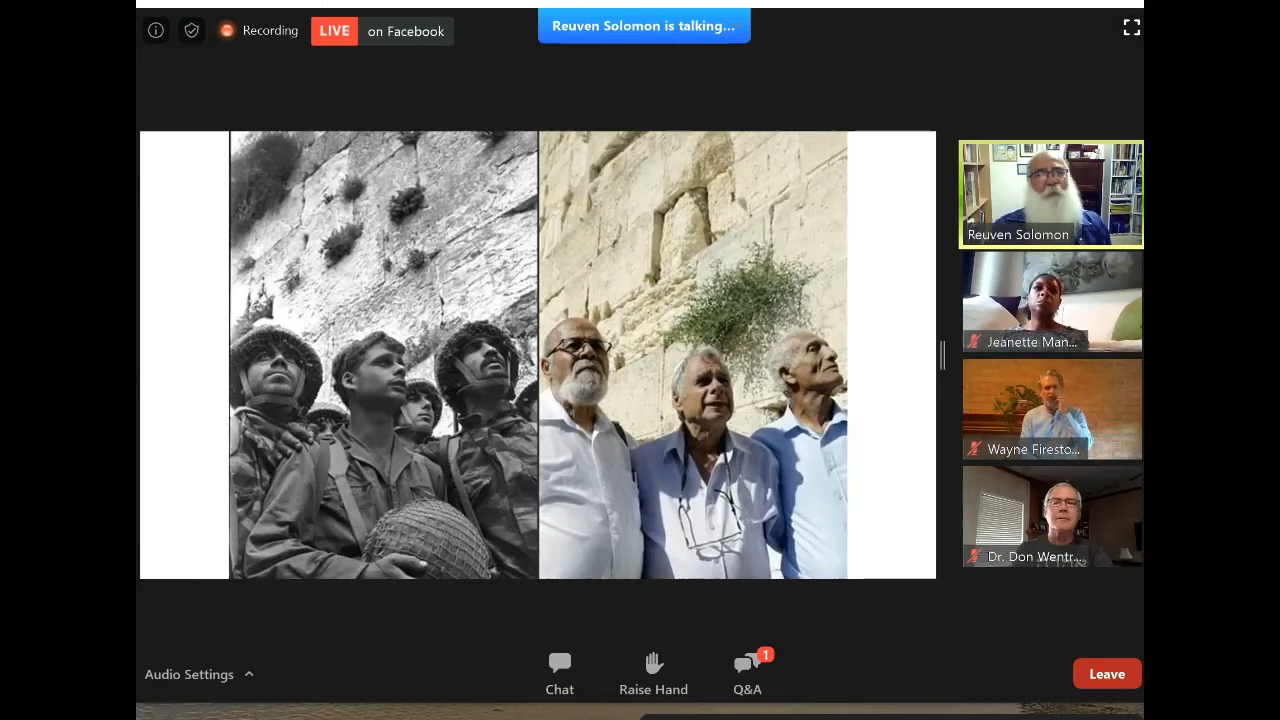 Recording
LIVE on Facebook
Reuven Solomon is talking...
Reuven Solomon
Jeanette Man...
Wayne Firesto...
Dr. Don Wentr...
Audio Settings
Chat
Raise Hand
1
Q&A
Leave